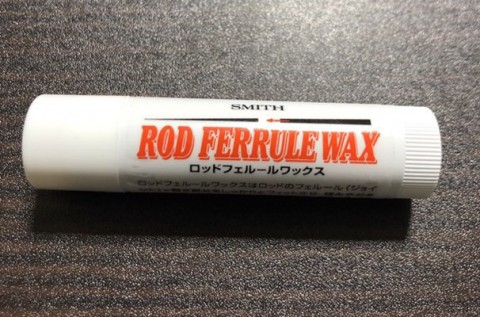 SMITH
ROD FERRULE WAX
ロッドフェルールワックス
ロッドフェルールワックスはロッドのフェルール(ジョイ